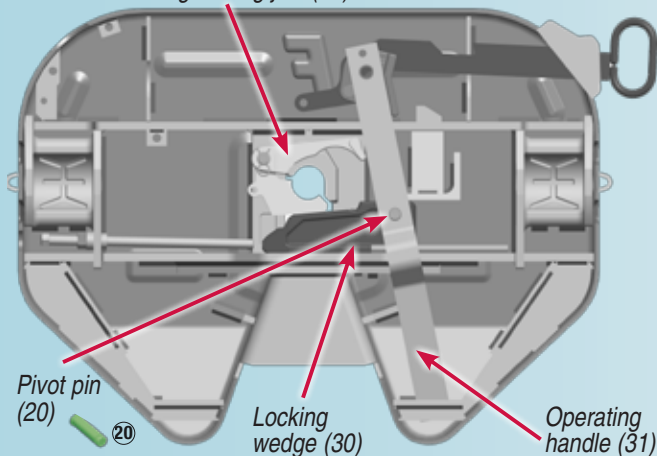 Pivot pin
(20)
20
Locking
wedge (30)
Operating
handle (31)